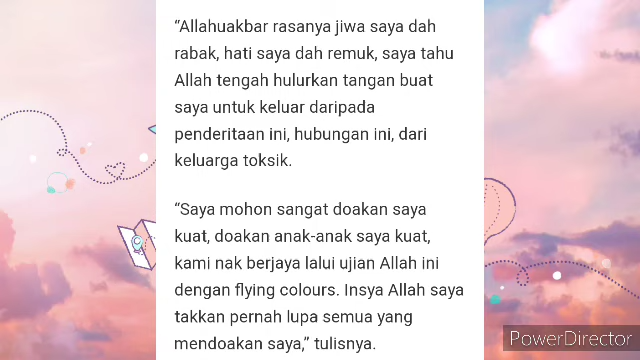 “Allahuakbar rasanya jiwa saya dah
rabak, hati saya dah remuk, saya tahu
Allah tengah hulurkan tangan buat
saya untuk keluar daripada
penderitaan ini, hubungan ini, dari
keluarga toksik.
“Saya mohon sangat doakan saya
kuat, doakan anak-anak saya kuat,
kami nak berjaya lalui ujian Allah ini
dengan flying colours. Insya Allah saya
takkan pernah lupa semua yang
mendoakan saya,” tulisnya.
PowerDirector